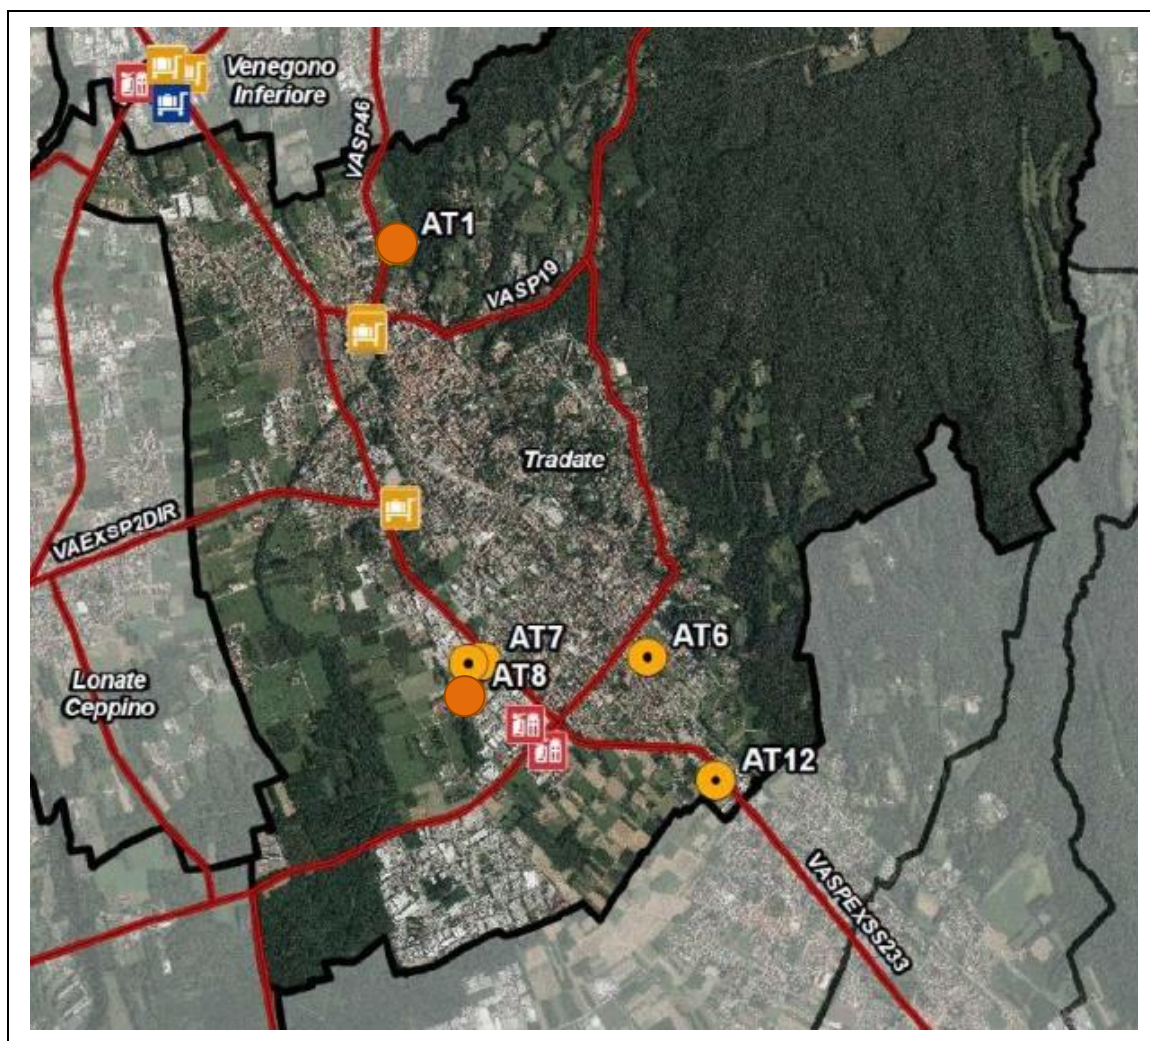 Venegono
Inferiore
VASP46
AT1
VASP19
Tradate
VAExSP2DIR
AT7
AT6
AT8
Lonate
Ceppino
AT12
VASPEXSS233